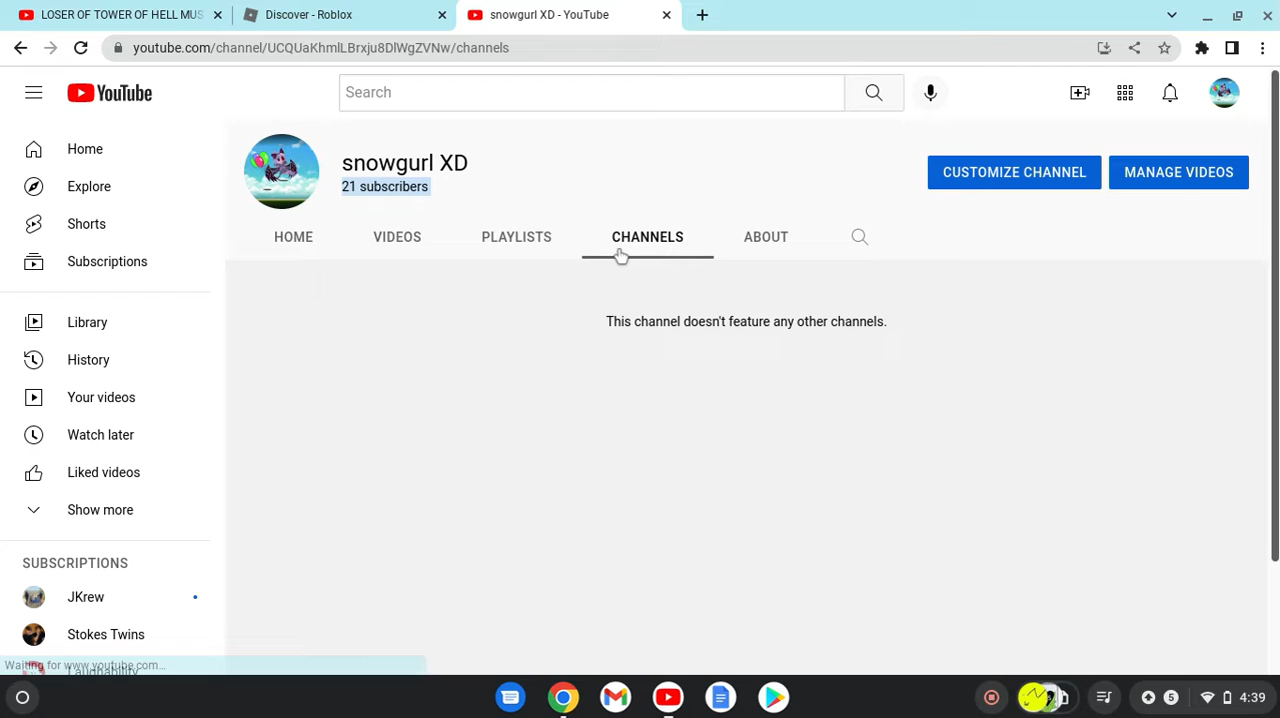 LOSER OF TOWER OF HELL MUS
Discover - Roblox
snowgurl XD - YouTube
youtube.com/channel/UCQUaKhmlLBrxju8DlWgZVNw/channels
YouTube
Search
Home
Explore
Shorts
Subscriptions
Library
History
Your videos
Watch later
Liked videos
Show more
SUBSCRIPTIONS
JKrew
Stokes Twins
Laughability
snowgurl XD
21 subscribers
CUSTOMIZE CHANNEL
MANAGE VIDEOS
HOME VIDEOS PLAYLISTS CHANNELS ABOUT
This channel doesn't feature any other channels.
Waiting for www.youtube.com…
5
4:39